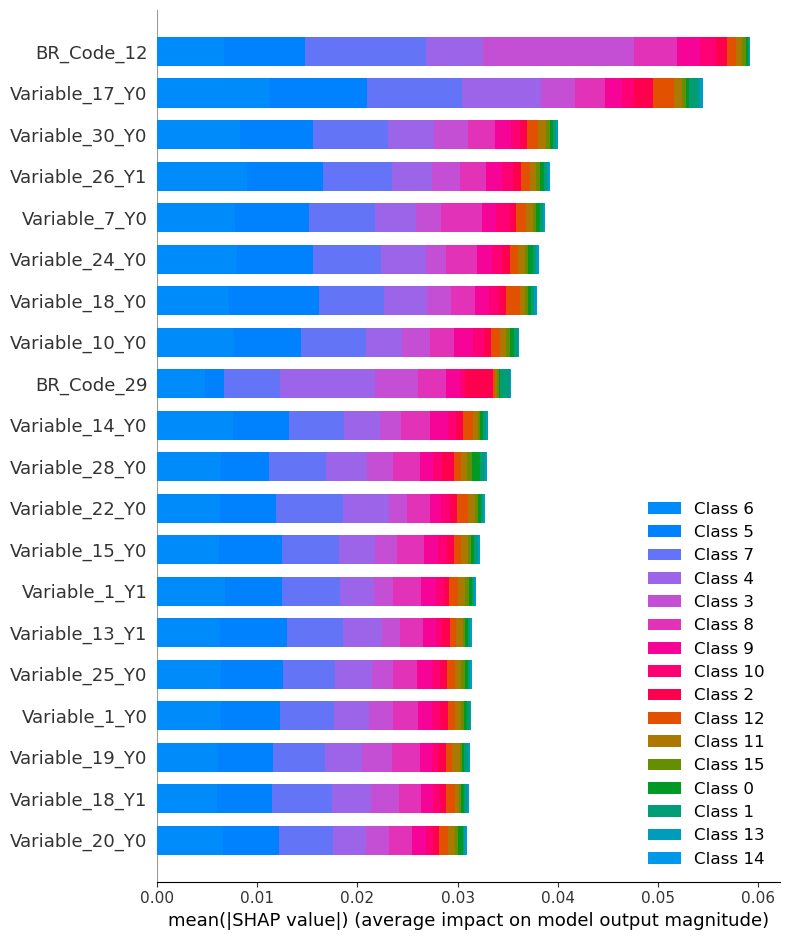 BR_Code_12
Variable_17_Y0
Variable_30_Y0
Variable_26_Y1
Variable_7_Y0
Variable_24_Y0
Variable_18_Y0
Variable_10_Y0
BR_Code_29
Variable_14_Y0
Variable_28_Y0
Variable_22_Y0
Variable_15_Y0
Variable_1_Y1
Variable_13_Y1
Variable_25_Y0
Variable_1_Y0
Variable_19_Y0
Variable_18_Y1
Variable_20_Y0
Class 6
Class 5
Class 7
Class 4
Class 3
Class 8
Class 9
Class 10
Class 2
Class 12
Class 11
Class 15
Class 0
Class 1
Class 13
Class 14
0.00 0.01 0.02 0.03 0.04 0.05 0.06
mean(|SHAP value|) (average impact on model output magnitude)